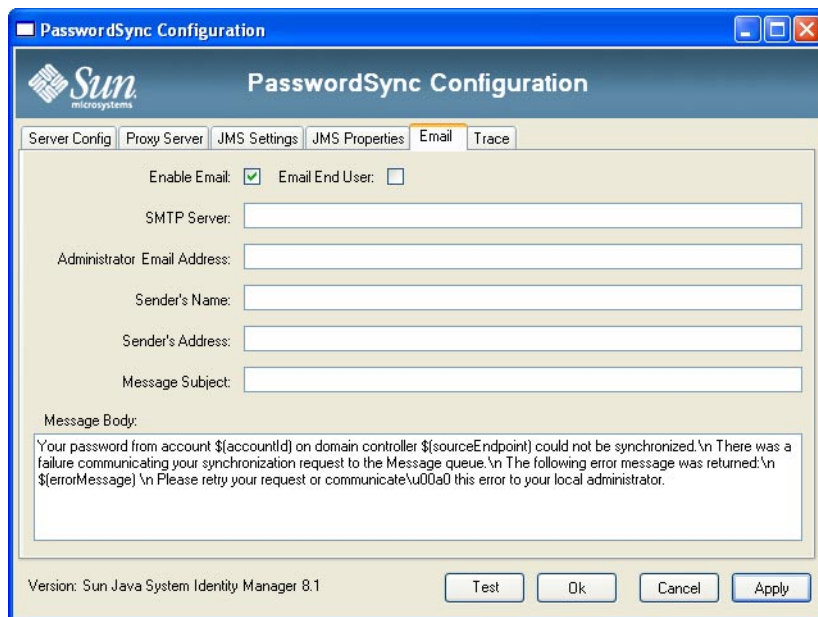 PasswordSync Configuration
Sun
microsystems
PasswordSync Configuration
Server Config Proxy Server JMS Settings JMS Properties Email Trace
Enable Email: Email End User:
SMTP Server:
Administrator Email Address:
Sender's Name:
Sender's Address:
Message Subject:
Message Body:
Your password from account $(accountId) on domain controller $(sourceEndpoint) could not be synchronized.\n There was a
failure communicating your synchronization request to the Message queue.\n The following error message was returned:\n
$(errorMessage) \n Please retry your request or communicate\u00a0 this error to your local administrator.
Version: Sun Java System Identity Manager 8.1
Test Ok Cancel Apply